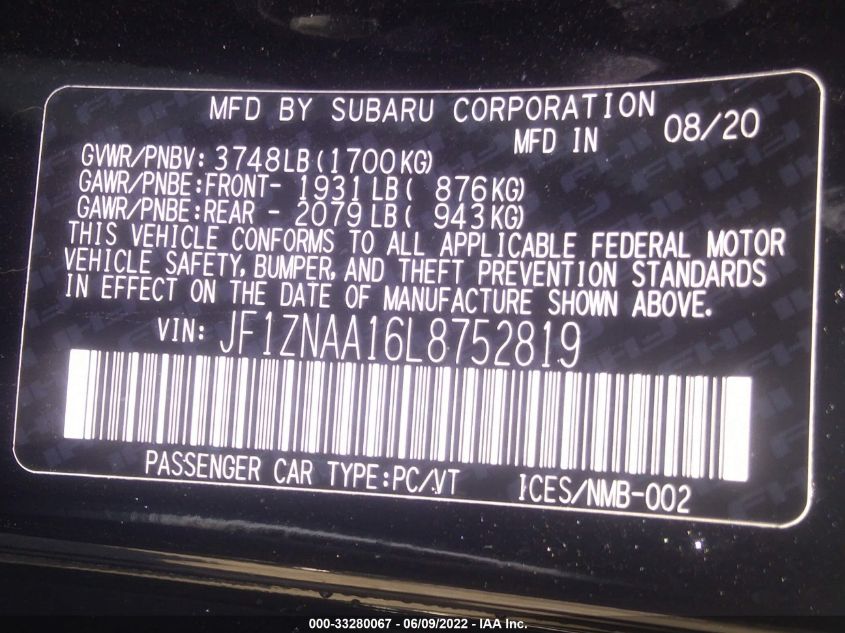 MFD BY SUBARU CORPORATION
MFD IN 08/20
GVWR/PNBV: 3748LB(1700KG)
GAWR/PNBE:FRONT- 1931LB( 876KG)
GAWR/PNBE:REAR - 2079LB( 943KG)
THIS VEHICLE CONFORMS TO ALL APPLICABLE FEDERAL MOTOR
VEHICLE SAFETY, BUMPER, AND THEFT PREVENTION STANDARDS
IN EFFECT ON THE DATE OF MANUFACTURE SHOWN ABOVE.
VIN: JF1ZNAA16L8752819
PASSENGER CAR TYPE:PC/VT ICES/NMB-002
000-33280067 - 06/09/2022 - IAA Inc.